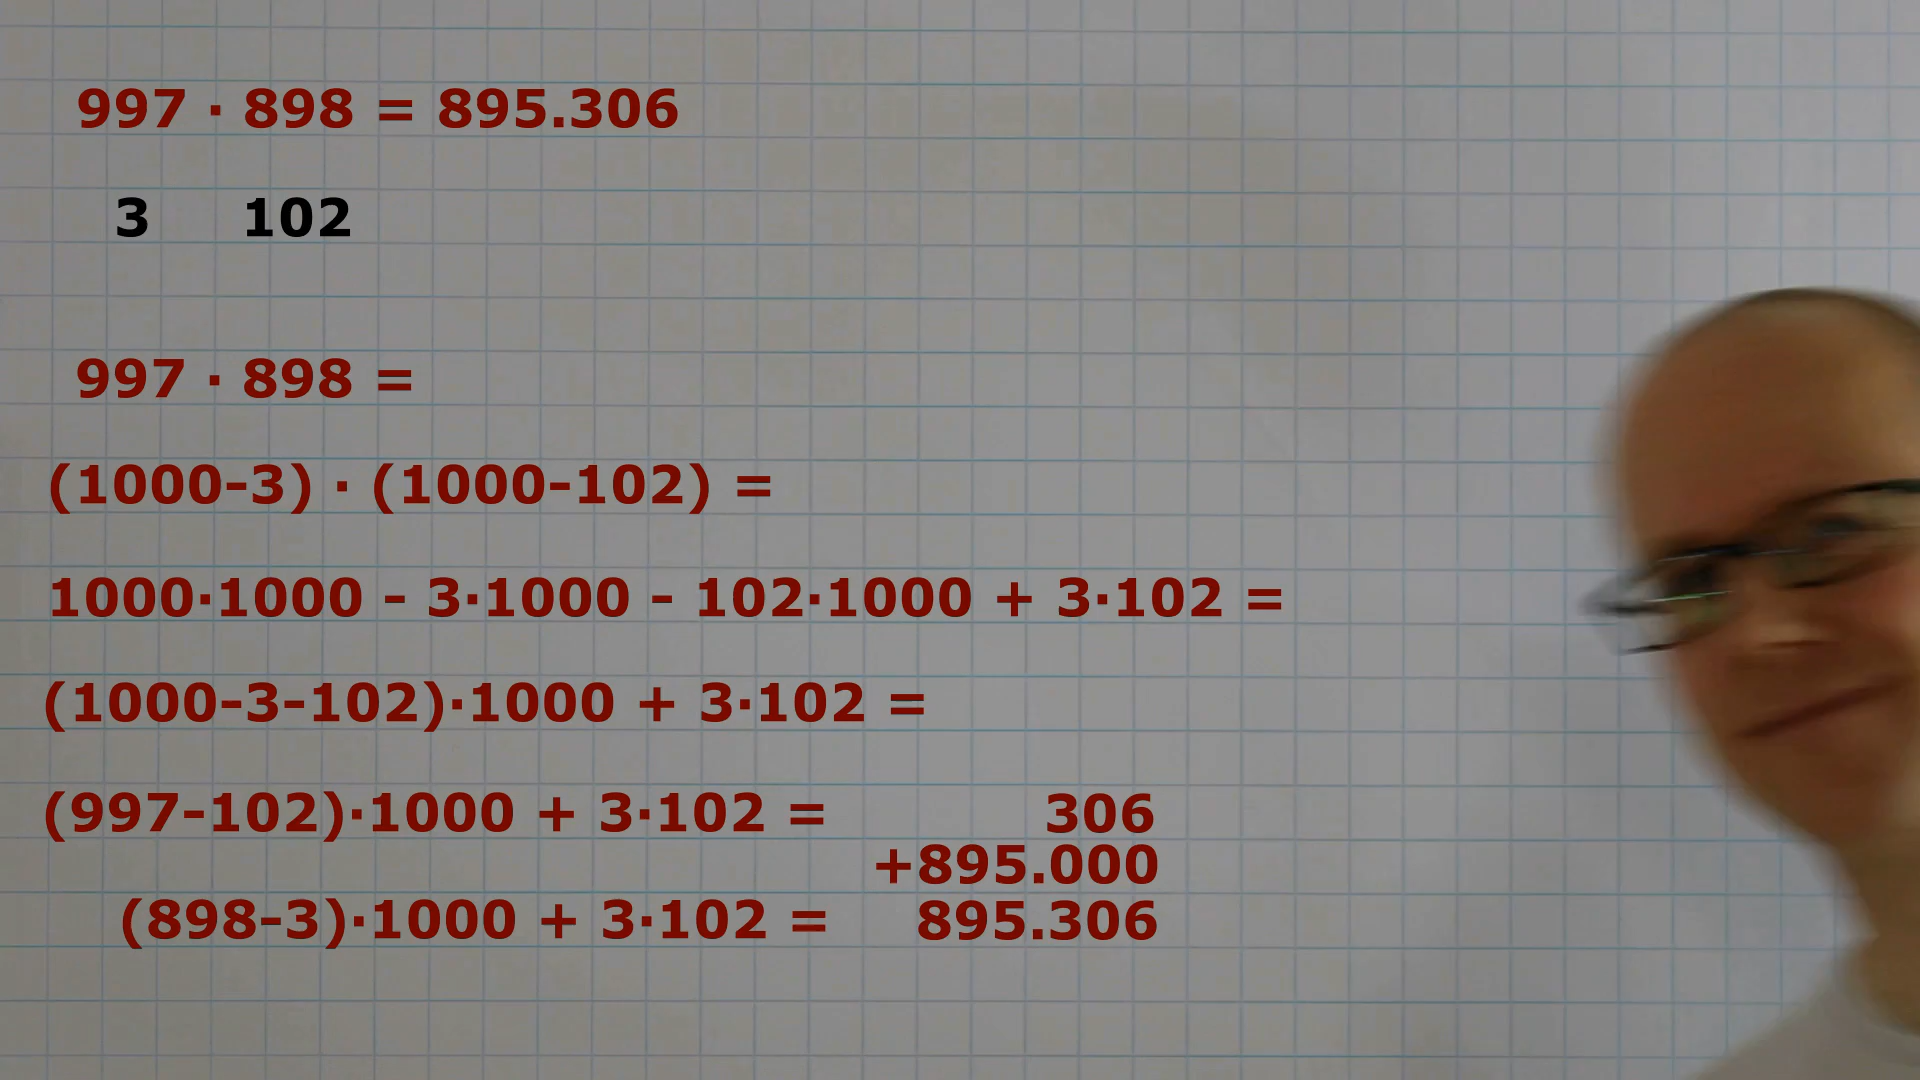 997 · 898 = 895.306
3 102
997 · 898 =
(1000-3) · (1000-102) =
1000·1000 - 3·1000 - 102·1000 + 3·102 =
(1000-3-102)·1000 + 3·102 =
(997-102)·1000 + 3·102 = 306
+895.000
(898-3)·1000 + 3·102 = 895.306